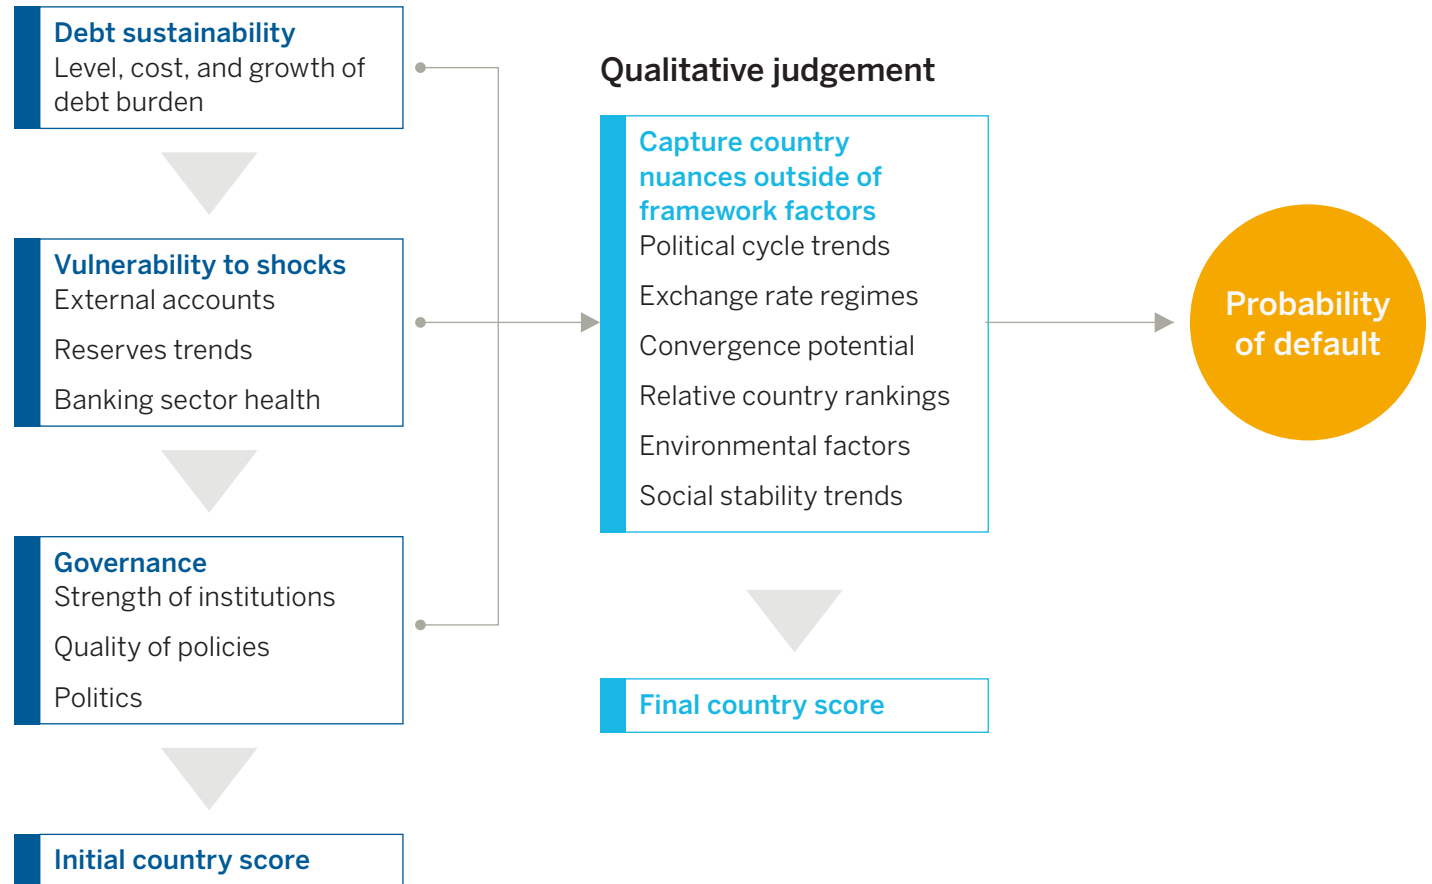 Debt sustainability
Level, cost, and growth of
debt burden
Vulnerability to shocks
External accounts
Reserves trends
Banking sector health
Governance
Strength of institutions
Quality of policies
Politics
Initial country score
Qualitative judgement
Capture country
nuances outside of
framework factors
Political cycle trends
Exchange rate regimes
Convergence potential
Relative country rankings
Environmental factors
Social stability trends
Final country score
Probability
of default